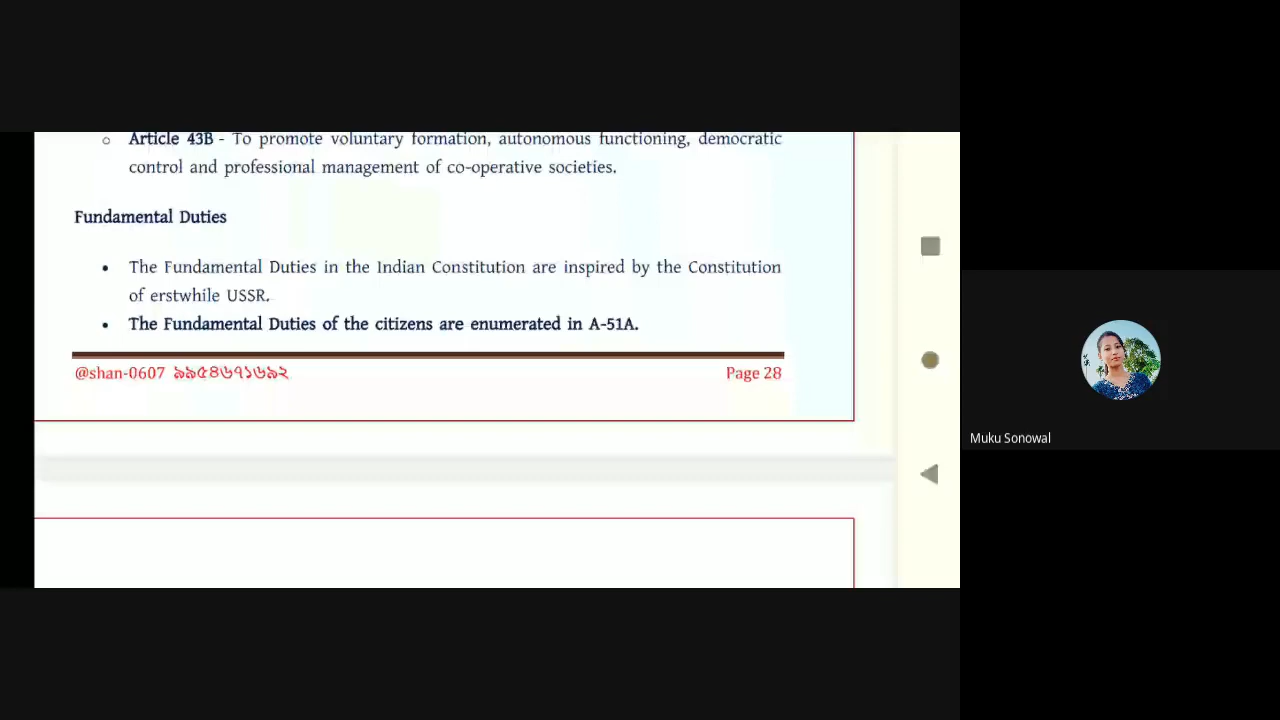 Article 43B - To promote voluntary formation, autonomous functioning, democratic
control and professional management of co-operative societies.
Fundamental Duties
The Fundamental Duties in the Indian Constitution are inspired by the Constitution
of erstwhile USSR.
The Fundamental Duties of the citizens are enumerated in A-51A.
@shan-0607 ৯৯৫৪৬৭১৬৯২ Page 28
Muku Sonowal